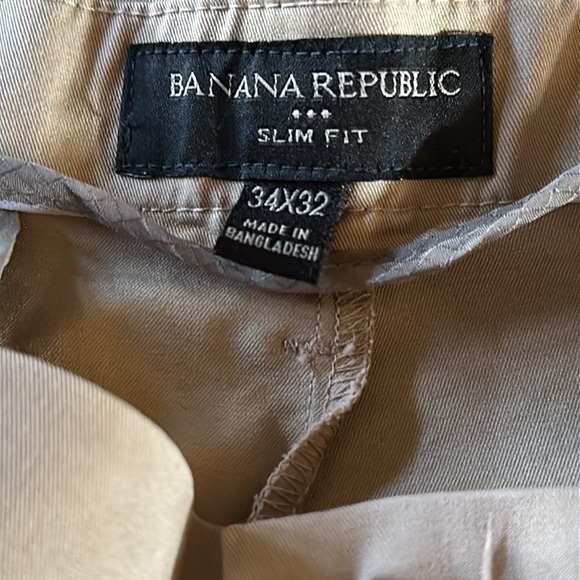 BANANA REPUBLIC
SLIM FIT
34X32
MADE IN
BANGLADESH